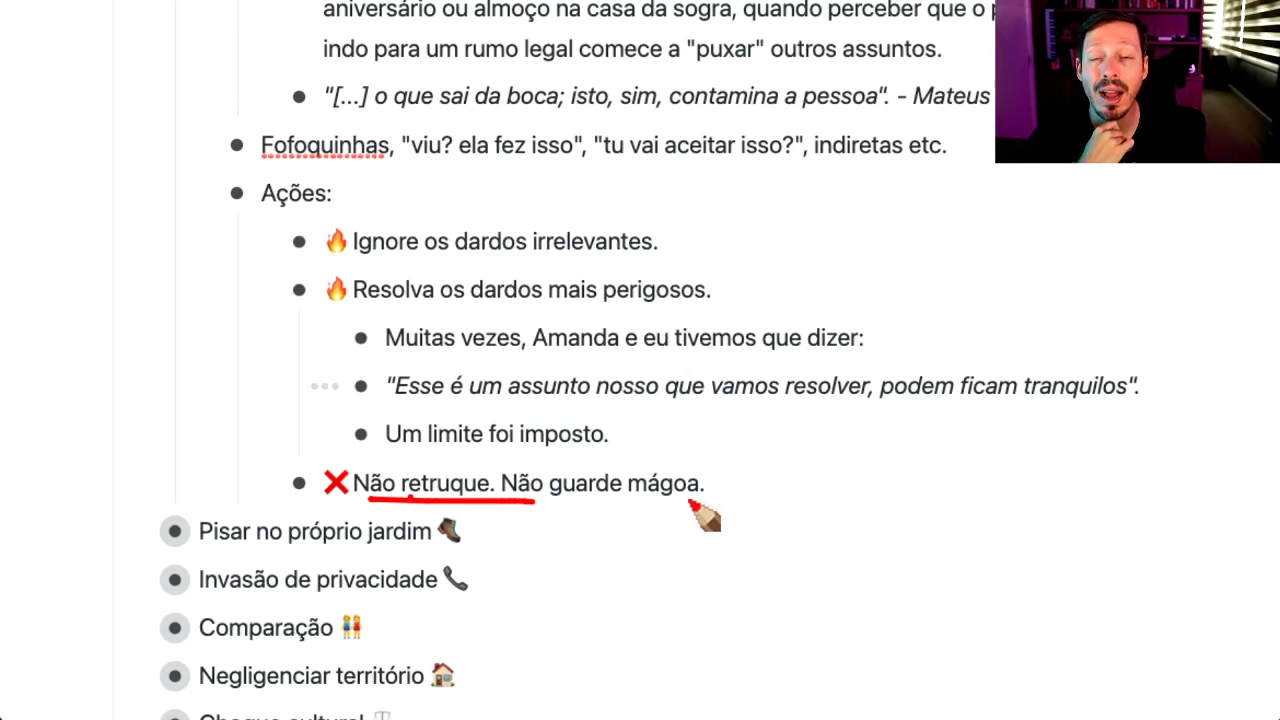 aniversário ou almoço na casa da sogra, quando perceber que o
indo para um rumo legal comece a "puxar" outros assuntos.
"[...] o que sai da boca; isto, sim, contamina a pessoa". - Mateus
Fofoquinhas, "viu? ela fez isso", "tu vai aceitar isso?", indiretas etc.
Ações:
🔥Ignore os dardos irrelevantes.
🔥Resolva os dardos mais perigosos.
Muitas vezes, Amanda e eu tivemos que dizer:
"Esse é um assunto nosso que vamos resolver, podem ficam tranquilos".
Um limite foi imposto.
❌Não retruque. Não guarde mágoa.
Pisar no próprio jardim 🥾
Invasão de privacidade 📞
Comparação 👭
Negligenciar território 🏠